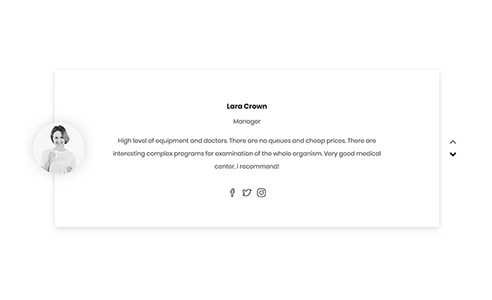 Lara Crown
Manager
High level of equipment and doctors. There are no queues and cheap prices. There are
interesting complex programs for examination of the whole organism. Very good medical
center, i recommend!